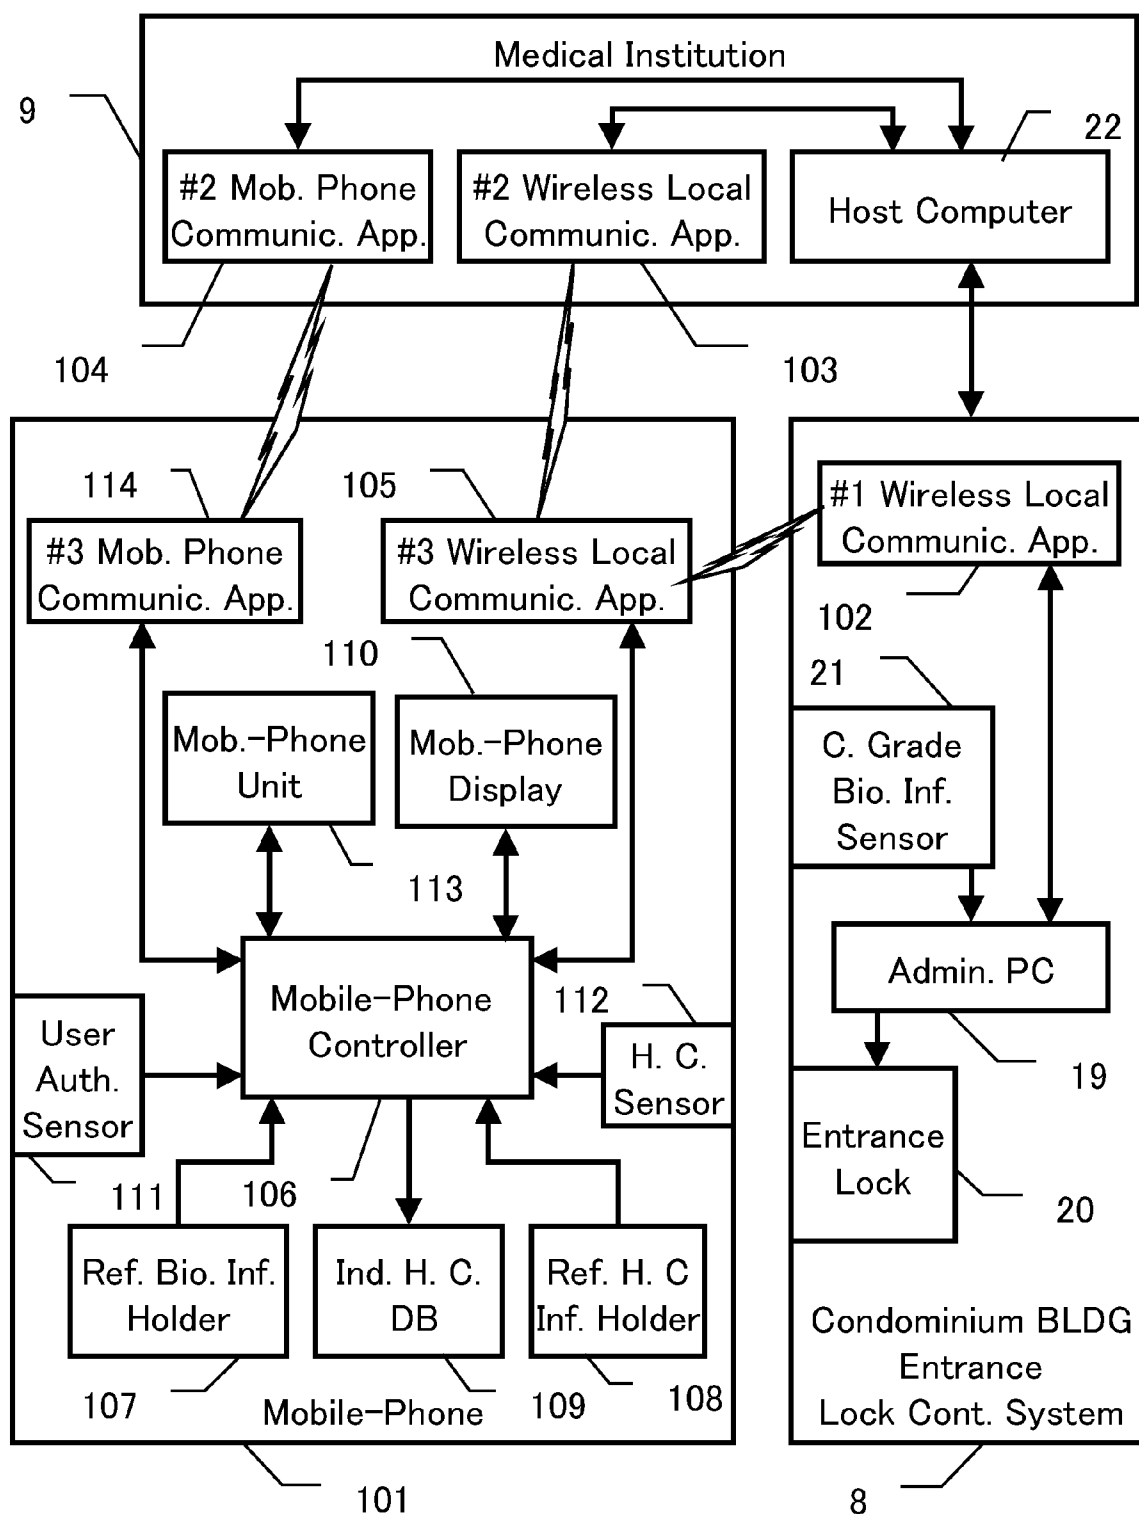 Medical Institution
9
22
#2 Mob. Phone
Communic. App.
#2 Wireless Local
Communic. App.
Host Computer
104
103
114
105
#1 Wireless Local
Communic. App.
#3 Mob. Phone
Communic. App.
#3 Wireless Local
Communic. App.
102
110
21
Mob.-Phone
Unit
Mob.-Phone
Display
C. Grade
Bio. Inf.
Sensor
113
Admin. PC
Mobile-Phone
Controller
112
User
Auth.
Sensor
H. C.
Sensor
19
Entrance
Lock
111
106
20
Ref. Bio. Inf.
Holder
Ind. H. C.
DB
Ref. H. C
Inf. Holder
107
109
108
Mobile-Phone
Condominium BLDG
Entrance
Lock Cont. System
101
8